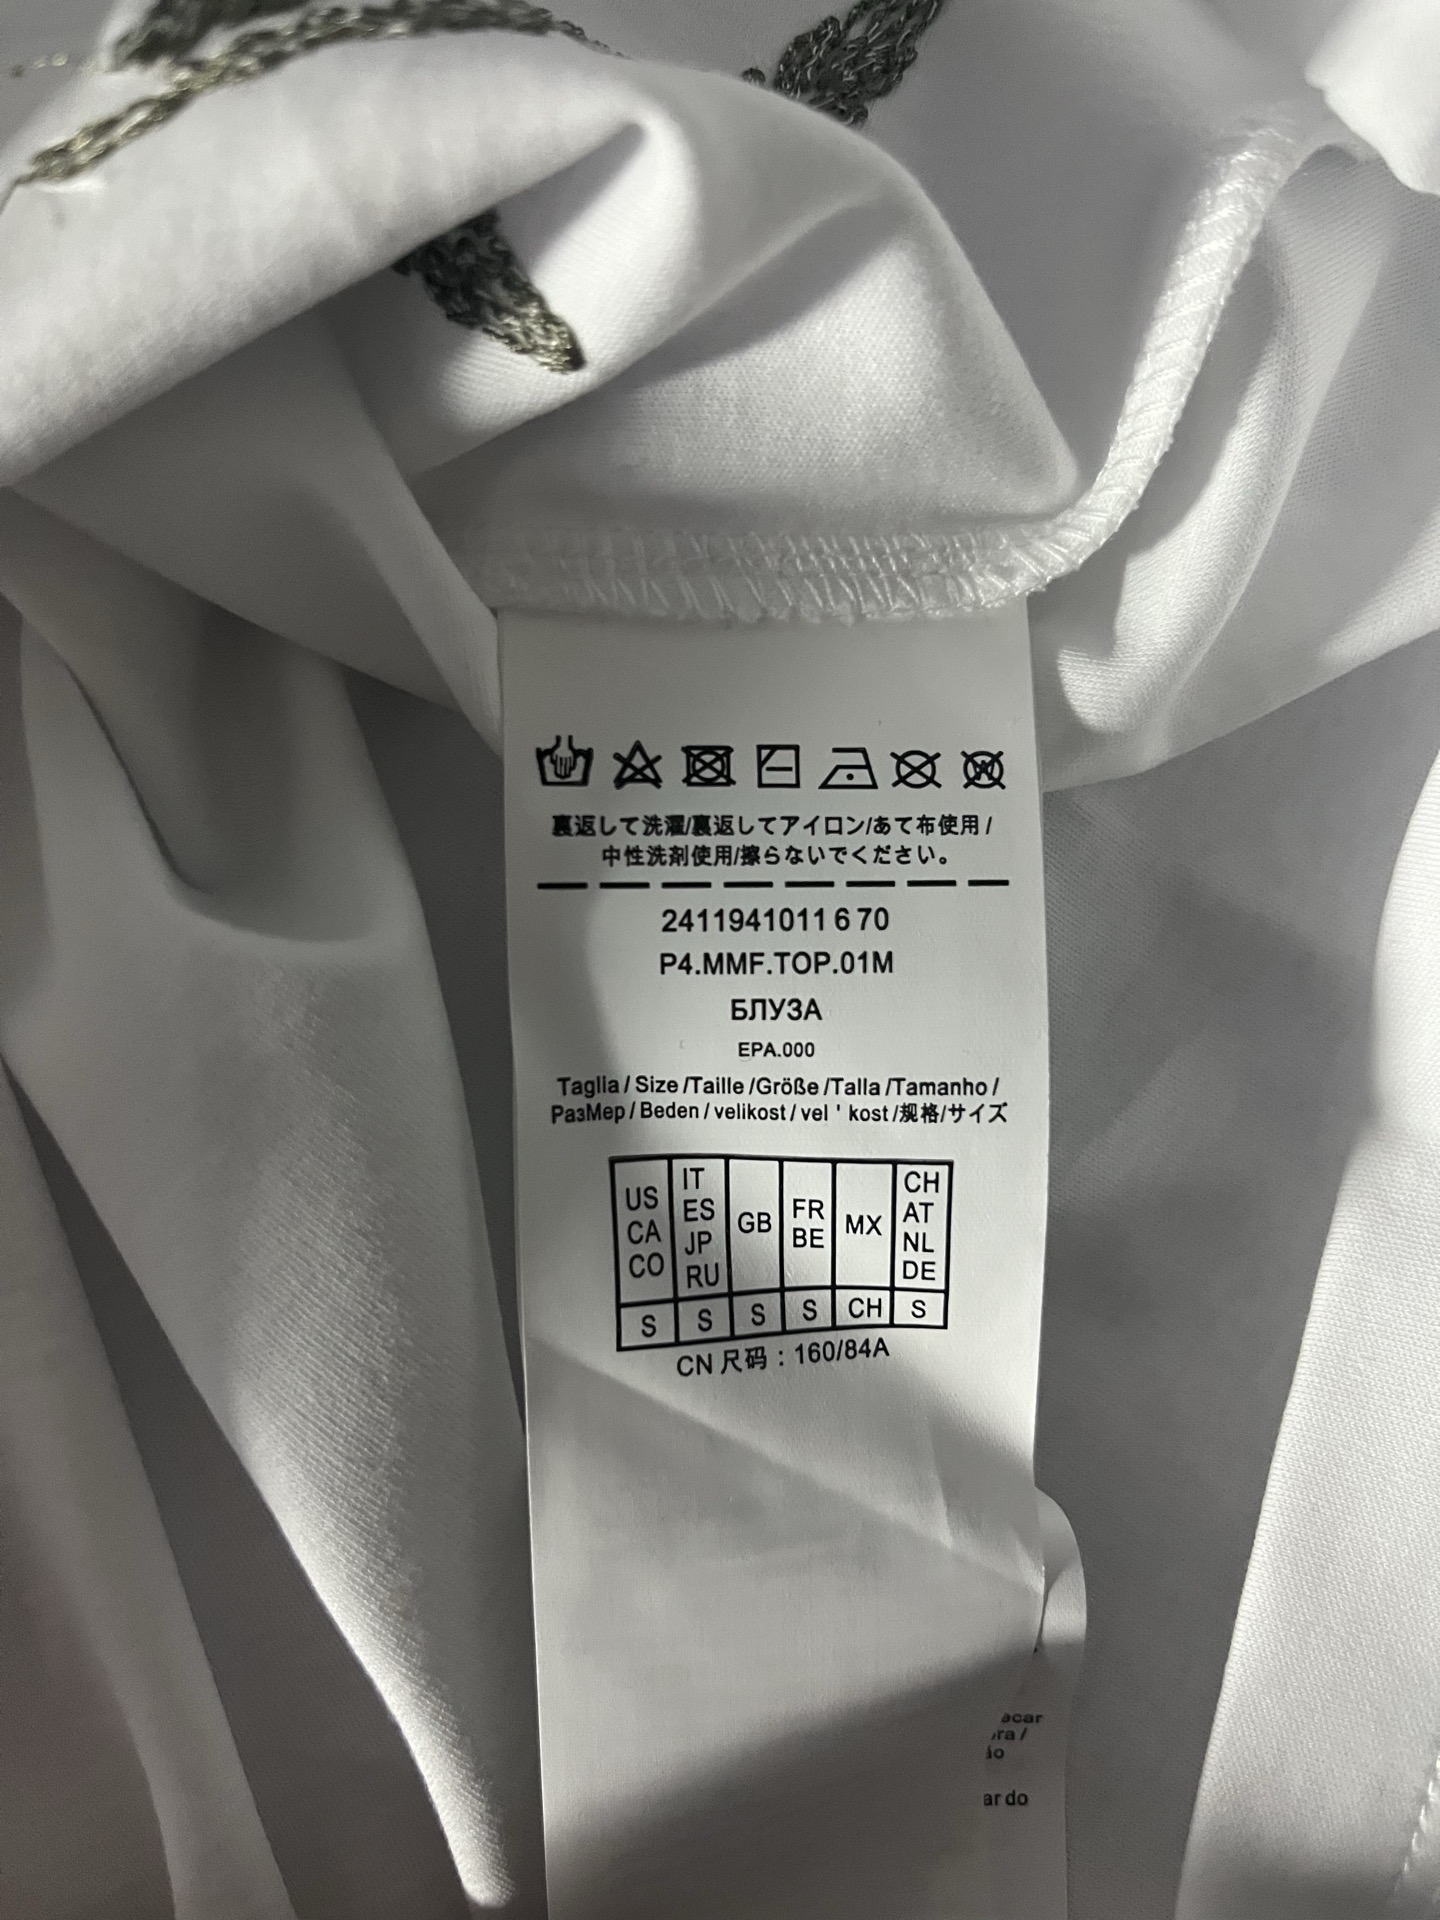 裏返して洗濯/裏返してアイロン/あて布使用/
中性洗剤使用/擦らないでください。
2411941011 6 70
P4.MMF.TOP.01M
БЛУЗА
EPA.000
Taglia / Size /Taille /Größe /Talla /Tamanho /
РазМер / Beden / velikost / vel ' kost /规格/サイズ
US CA CO
IT ES JP RU
GB
FR BE
MX
CH AT NL DE
S S S S CH S
CN 尺码：160/84A
ar do